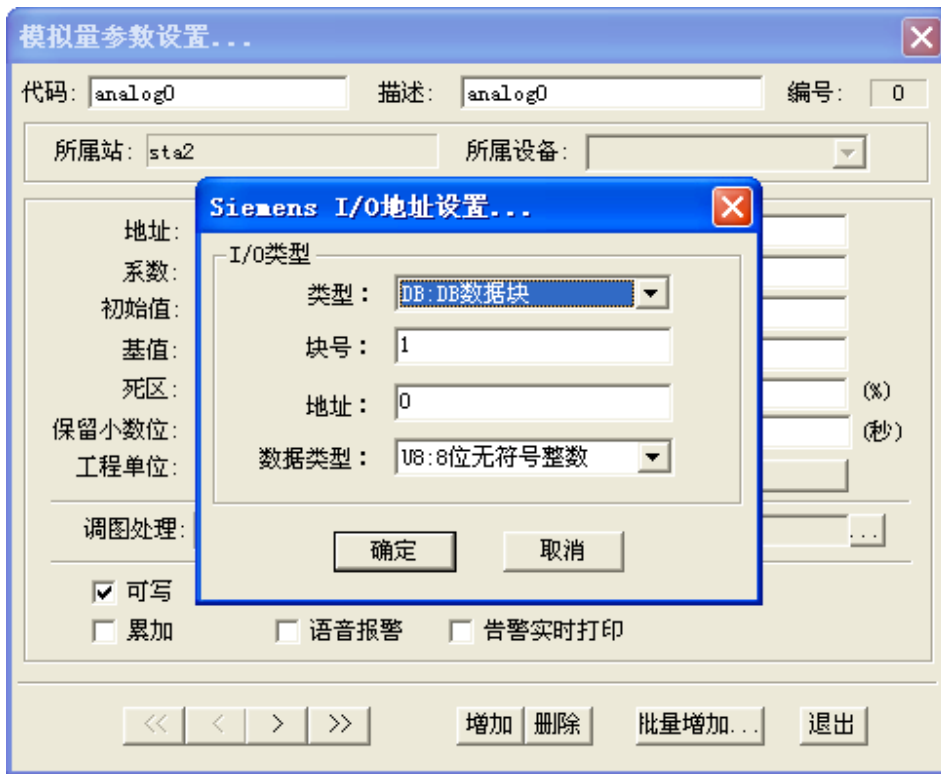 模拟量参数设置...
代码: analog0 描述: analog0 编号: 0
所属站: sta2 所属设备:
Siemens I/O地址设置...
I/O类型
地址:
系数:
初始值:
基值:
死区: (%)
保留小数位: (秒)
工程单位:
类型： DB:DB数据块
块号： 1
地址： 0
数据类型： U8:8位无符号整数
调图处理: ...
确定 取消
可写
累加 语音报警 告警实时打印
<< < > >> 增加 删除 批量增加... 退出